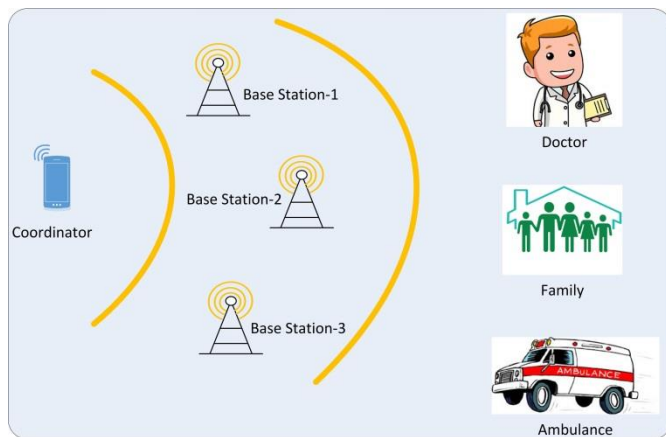 Base Station-1
Doctor
Base Station-2
Coordinator
Family
Base Station-3
AMBULANCE
Ambulance